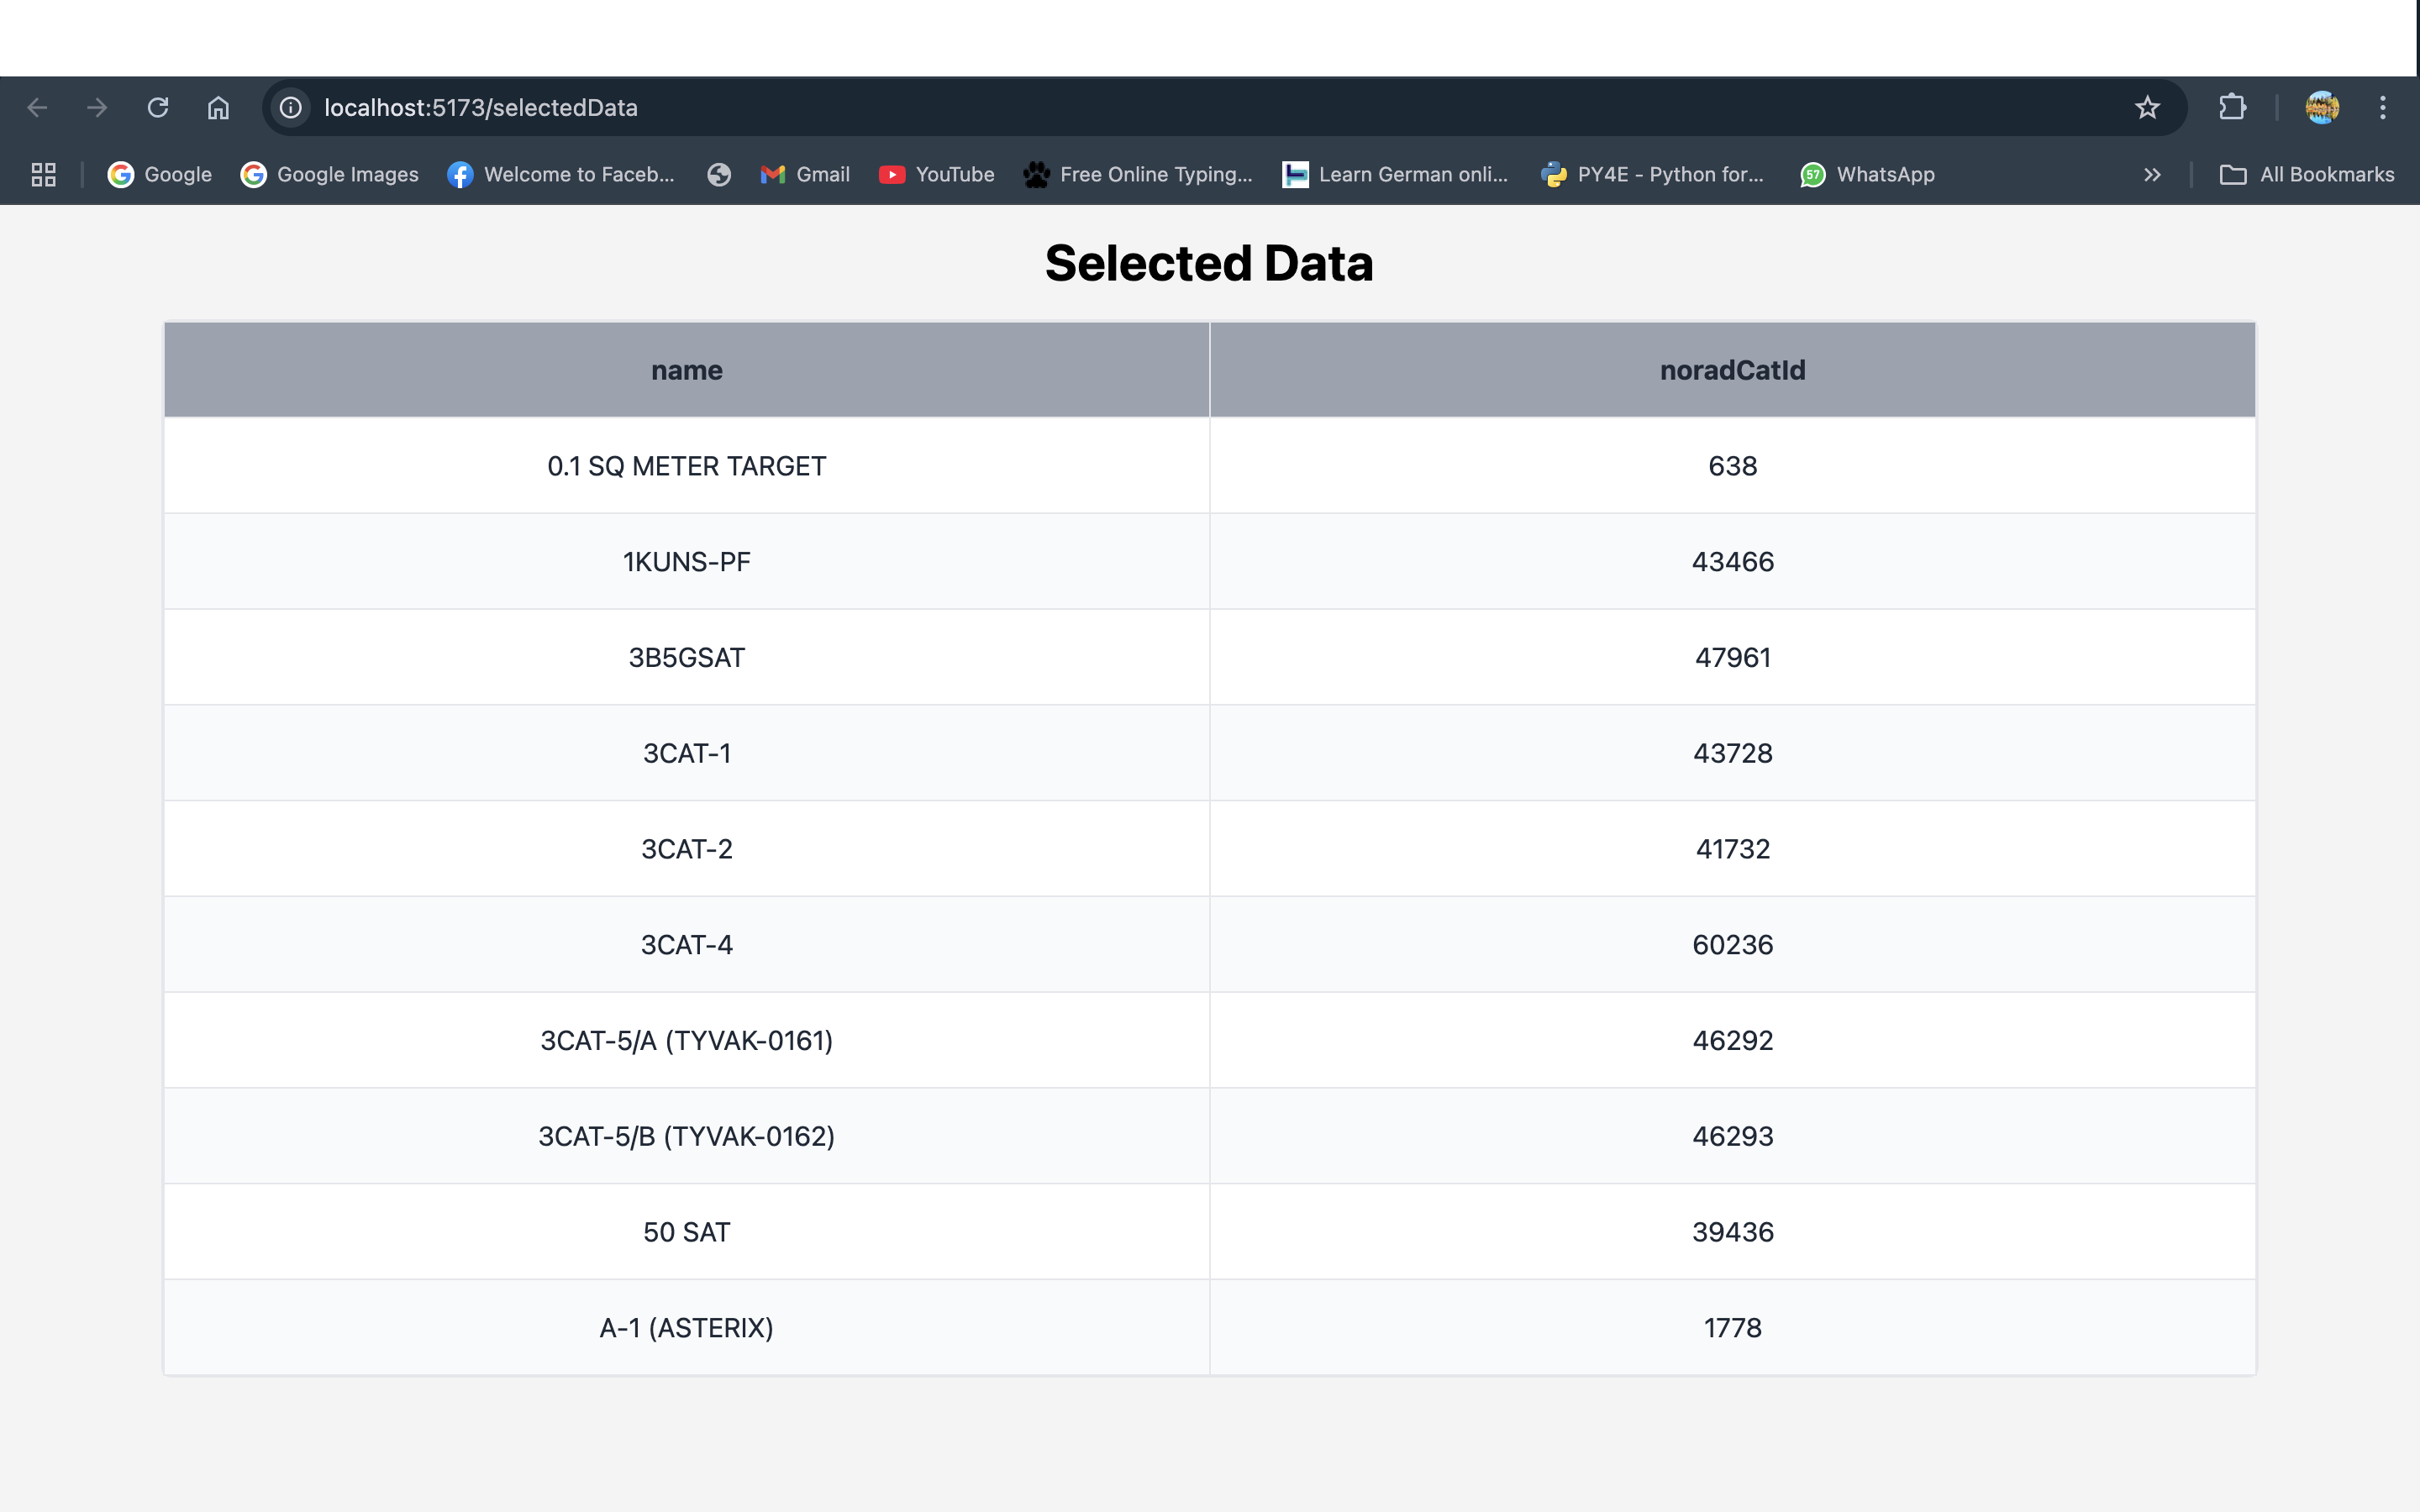 localhost:5173/selectedData
Google Google Images Welcome to Faceb... Gmail YouTube Free Online Typing... Learn German onli... PY4E - Python for... 57 WhatsApp All Bookmarks
Selected Data
name noradCatId
0.1 SQ METER TARGET 638
1KUNS-PF 43466
3B5GSAT 47961
3CAT-1 43728
3CAT-2 41732
3CAT-4 60236
3CAT-5/A (TYVAK-0161) 46292
3CAT-5/B (TYVAK-0162) 46293
50 SAT 39436
A-1 (ASTERIX) 1778